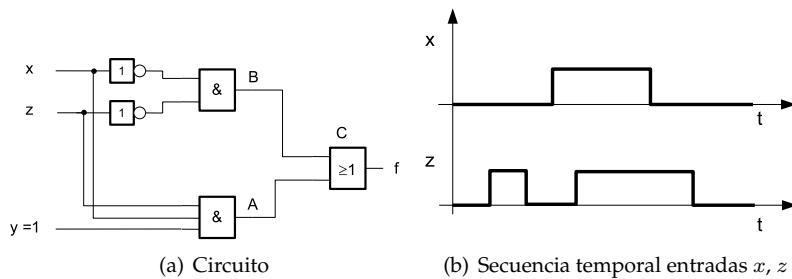 x
1
&
B
z
1
C
≥1
f
&
A
y =1
(a) Circuito
x
t
z
t
(b) Secuencia temporal entradas x, z